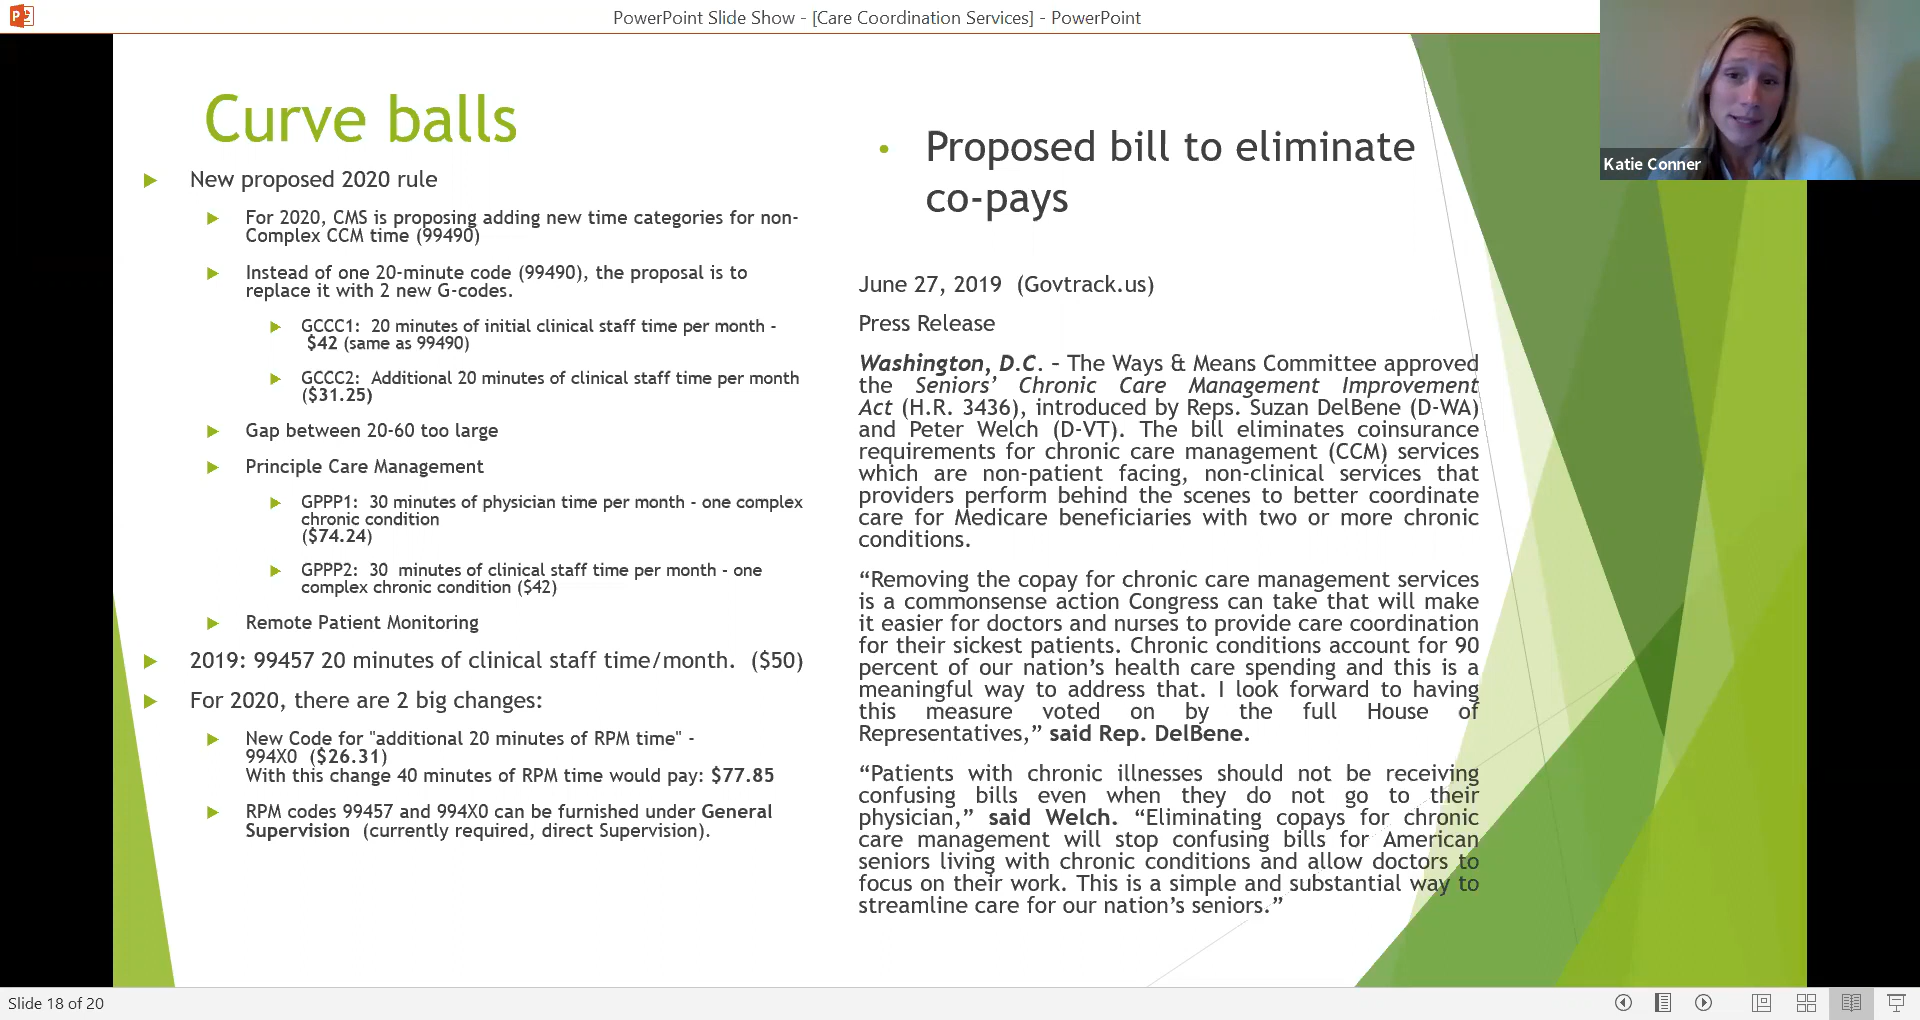 PowerPoint Slide Show - [Care Coordination Services] - PowerPoint
Katie Conner
Curve balls
New proposed 2020 rule
For 2020, CMS is proposing adding new time categories for non-
Complex CCM time (99490)
Instead of one 20-minute code (99490), the proposal is to
replace it with 2 new G-codes.
GCCC1: 20 minutes of initial clinical staff time per month -
$42 (same as 99490)
GCCC2: Additional 20 minutes of clinical staff time per month
($31.25)
Gap between 20-60 too large
Principle Care Management
GPPP1: 30 minutes of physician time per month - one complex
chronic condition
($74.24)
GPPP2: 30 minutes of clinical staff time per month - one
complex chronic condition ($42)
Remote Patient Monitoring
2019: 99457 20 minutes of clinical staff time/month. ($50)
For 2020, there are 2 big changes:
New Code for "additional 20 minutes of RPM time" -
994X0 ($26.31)
With this change 40 minutes of RPM time would pay: $77.85
RPM codes 99457 and 994X0 can be furnished under General
Supervision (currently required, direct Supervision).
Proposed bill to eliminate
co-pays
June 27, 2019 (Govtrack.us)
Press Release
Washington, D.C. – The Ways & Means Committee approved
the Seniors’ Chronic Care Management Improvement
Act (H.R. 3436), introduced by Reps. Suzan DelBene (D-WA)
and Peter Welch (D-VT). The bill eliminates coinsurance
requirements for chronic care management (CCM) services
which are non-patient facing, non-clinical services that
providers perform behind the scenes to better coordinate
care for Medicare beneficiaries with two or more chronic
conditions.
“Removing the copay for chronic care management services
is a commonsense action Congress can take that will make
it easier for doctors and nurses to provide care coordination
for their sickest patients. Chronic conditions account for 90
percent of our nation’s health care spending and this is a
meaningful way to address that. I look forward to having
this measure voted on by the full House of
Representatives,” said Rep. DelBene.
“Patients with chronic illnesses should not be receiving
confusing bills even when they do not go to their
physician,” said Welch. “Eliminating copays for chronic
care management will stop confusing bills for American
seniors living with chronic conditions and allow doctors to
focus on their work. This is a simple and substantial way to
streamline care for our nation’s seniors.”
Slide 18 of 20